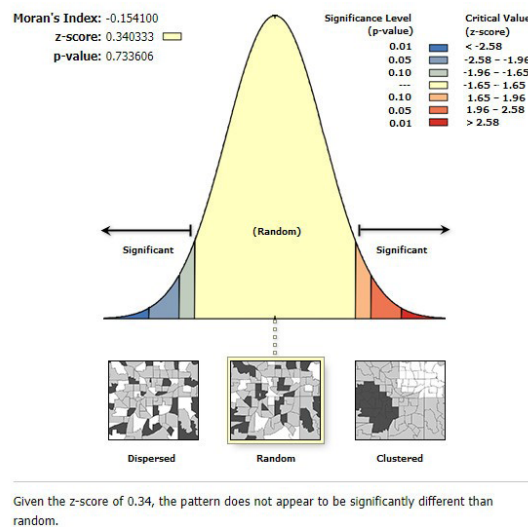 Moran's Index: -0.154100
z-score: 0.340333
p-value: 0.733606
Significance Level
(p-value)
Critical Value
(z-score)
0.01 < -2.58
0.05 -2.58 – -1.96
0.10 -1.96 – -1.65
--- -1.65 – 1.65
0.10 1.65 – 1.96
0.05 1.96 – 2.58
0.01 > 2.58
Significant
(Random)
Significant
Dispersed
Random
Clustered
Given the z-score of 0.34, the pattern does not appear to be significantly different than
random.